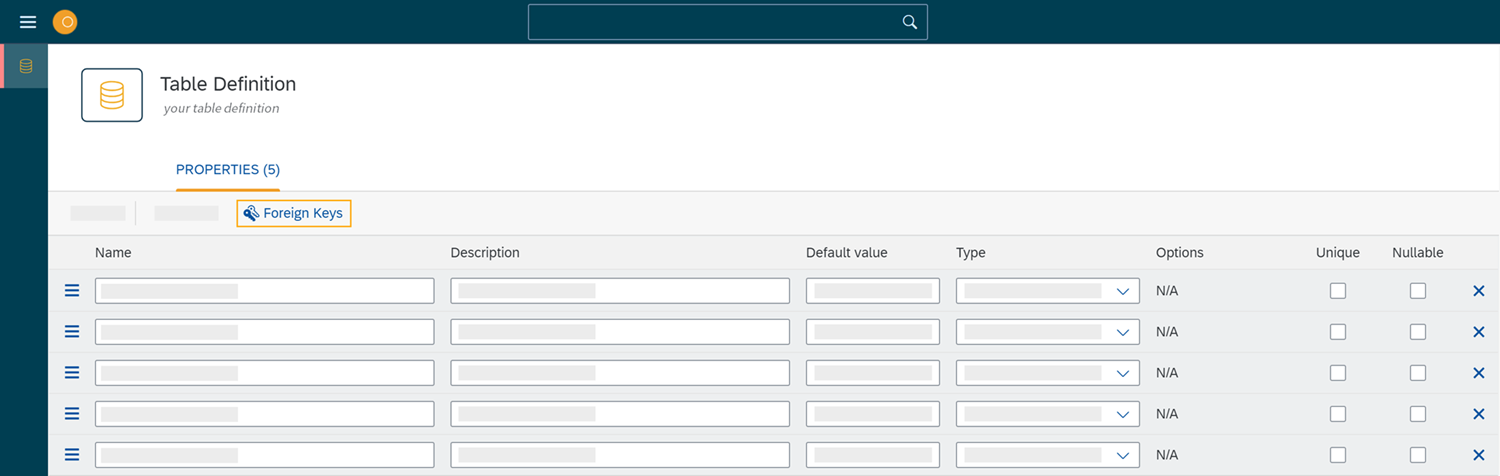 Table Definition
your table definition
PROPERTIES (5)
Foreign Keys
Name Description Default value Type Options Unique Nullable
N/A
N/A
N/A
N/A
N/A